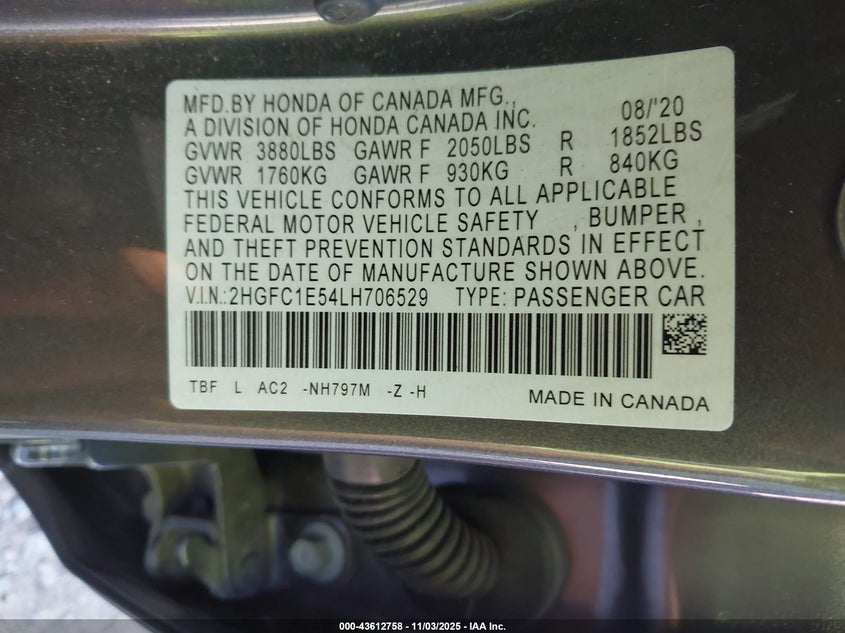 MFD.BY HONDA OF CANADA MFG., 08/'20
A DIVISION OF HONDA CANADA INC.
GVWR 3880LBS GAWR F 2050LBS R 1852LBS
GVWR 1760KG GAWR F 930KG R 840KG
THIS VEHICLE CONFORMS TO ALL APPLICABLE
FEDERAL MOTOR VEHICLE SAFETY , BUMPER ,
AND THEFT PREVENTION STANDARDS IN EFFECT
ON THE DATE OF MANUFACTURE SHOWN ABOVE.
V.I.N.:2HGFC1E54LH706529 TYPE: PASSENGER CAR
TBF L AC2 -NH797M -Z -H MADE IN CANADA
000-43612758 - 11/03/2025 - IAA Inc.